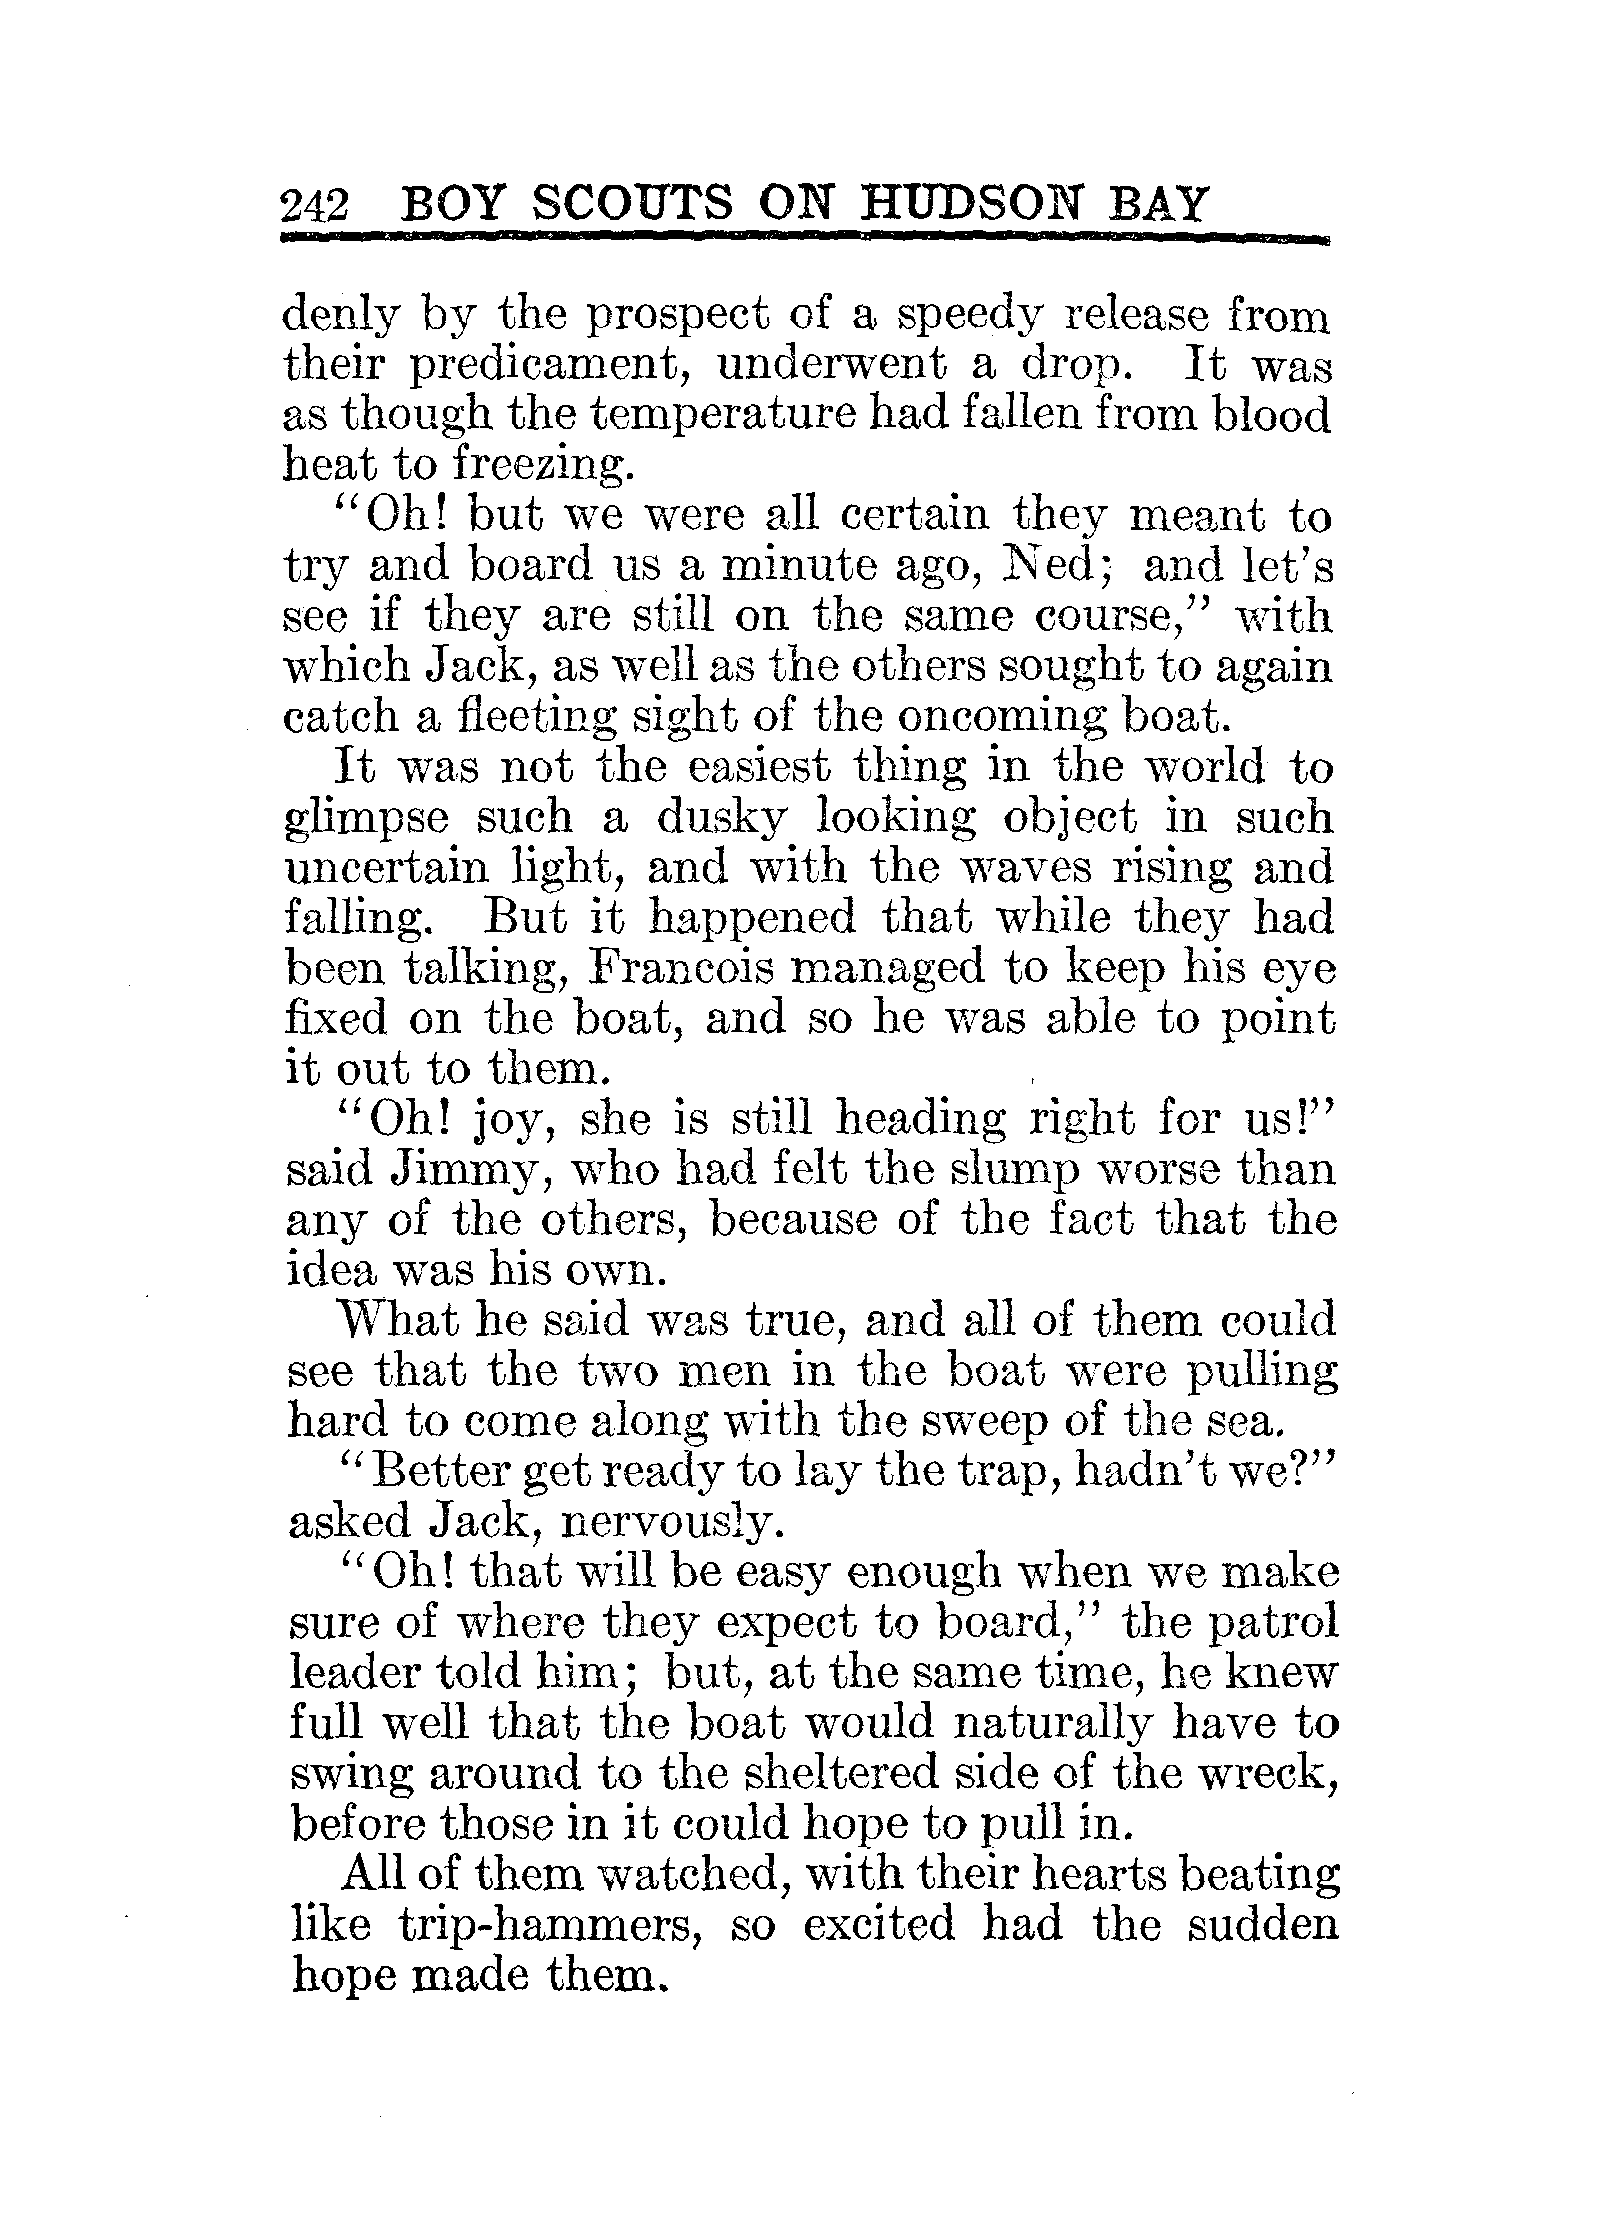 242 BOY SCOUTS ON HUDSON BAY
denly by the prospect of a speedy release from
their predicament, underwent a drop. It was
as though the temperature had fallen from blood
heat to freezing.
“Oh! but we were all certain they meant to
try and board us a minute ago, Ned; and let’s
see if they are still on the same course,” with
which Jack, as well as the others sought to again
catch a fleeting sight of the oncoming boat.
It was not the easiest thing in the world to
glimpse such a dusky looking object in such
uncertain light, and with the waves rising and
falling. But it happened that while they had
been talking, Francois managed to keep his eye
fixed on the boat, and so he was able to point
it out to them.
“Oh! joy, she is still heading right for us!”
said Jimmy, who had felt the slump worse than
any of the others, because of the fact that the
idea was his own.
What he said was true, and all of them could
see that the two men in the boat were pulling
hard to come along with the sweep of the sea.
“Better get ready to lay the trap, hadn’t we?”
asked Jack, nervously.
“Oh! that will be easy enough when we make
sure of where they expect to board,” the patrol
leader told him; but, at the same time, he knew
full well that the boat would naturally have to
swing around to the sheltered side of the wreck,
before those in it could hope to pull in.
All of them watched, with their hearts beating
like trip-hammers, so excited had the sudden
hope made them.